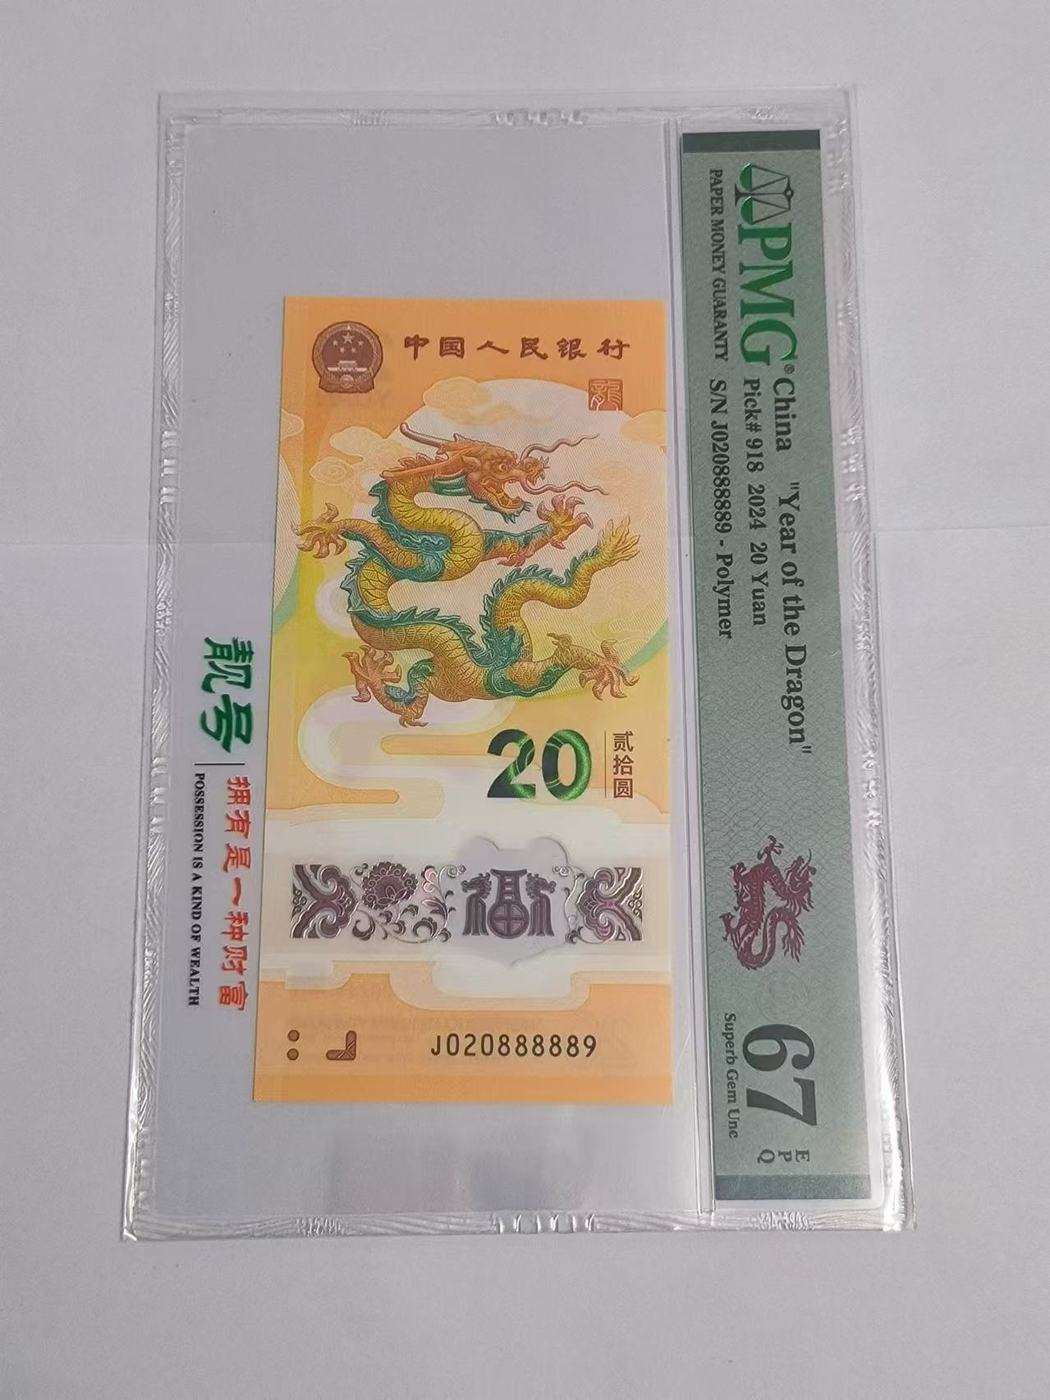 PMG®
PAPER MONEY GUARANTY
China "Year of the Dragon"
Pick# 918 2024 20 Yuan
S/N J020888889 - Polymer
67
EPQ
Superb Gem Unc
中国人民银行
龍
20
贰拾圆
福
J020888889
靓号
拥有是一种财富
POSSESSION IS A KIND OF WEALTH